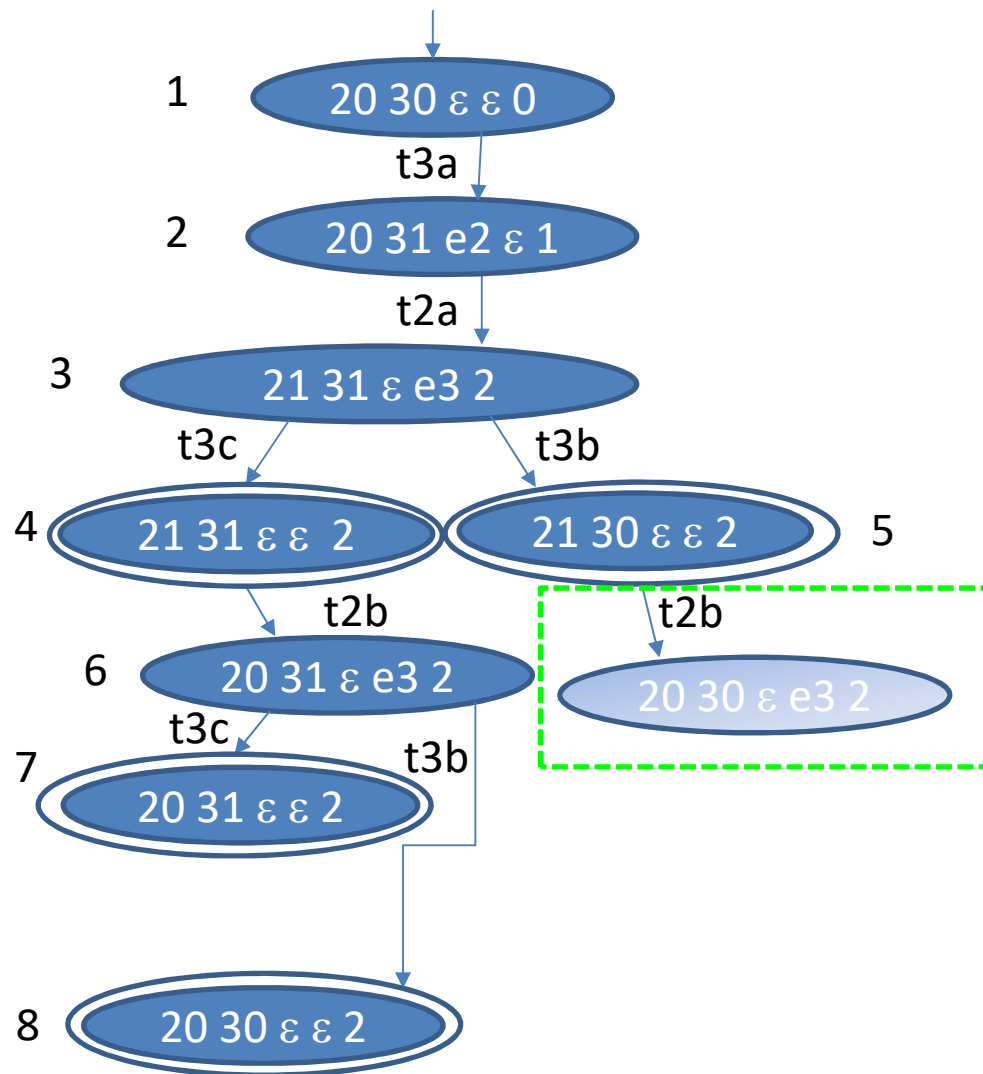 1
20 30 ε ε 0
t3a
2
20 31 e2 ε 1
t2a
3
21 31 ε e3 2
t3c
t3b
4
21 31 ε ε 2
21 30 ε ε 2
5
t2b
t2b
6
20 31 ε e3 2
20 30 ε e3 2
t3c
t3b
7
20 31 ε ε 2
8
20 30 ε ε 2